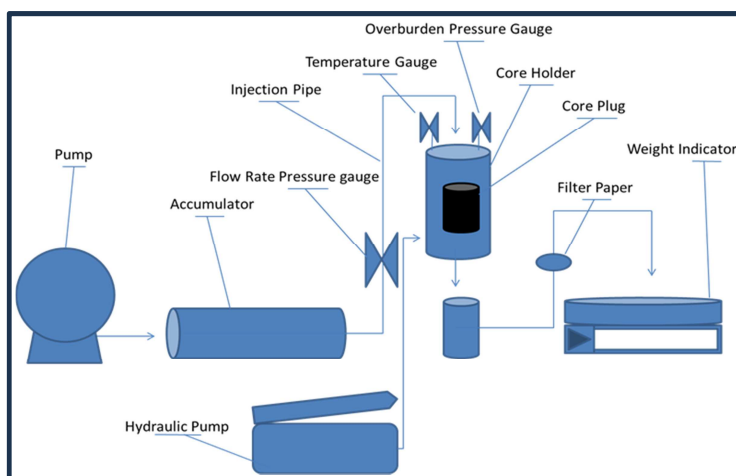 Overburden Pressure Gauge
Temperature Gauge
Core Holder
Injection Pipe
Core Plug
Pump
Weight Indicator
Flow Rate Pressure gauge
Filter Paper
Accumulator
Hydraulic Pump